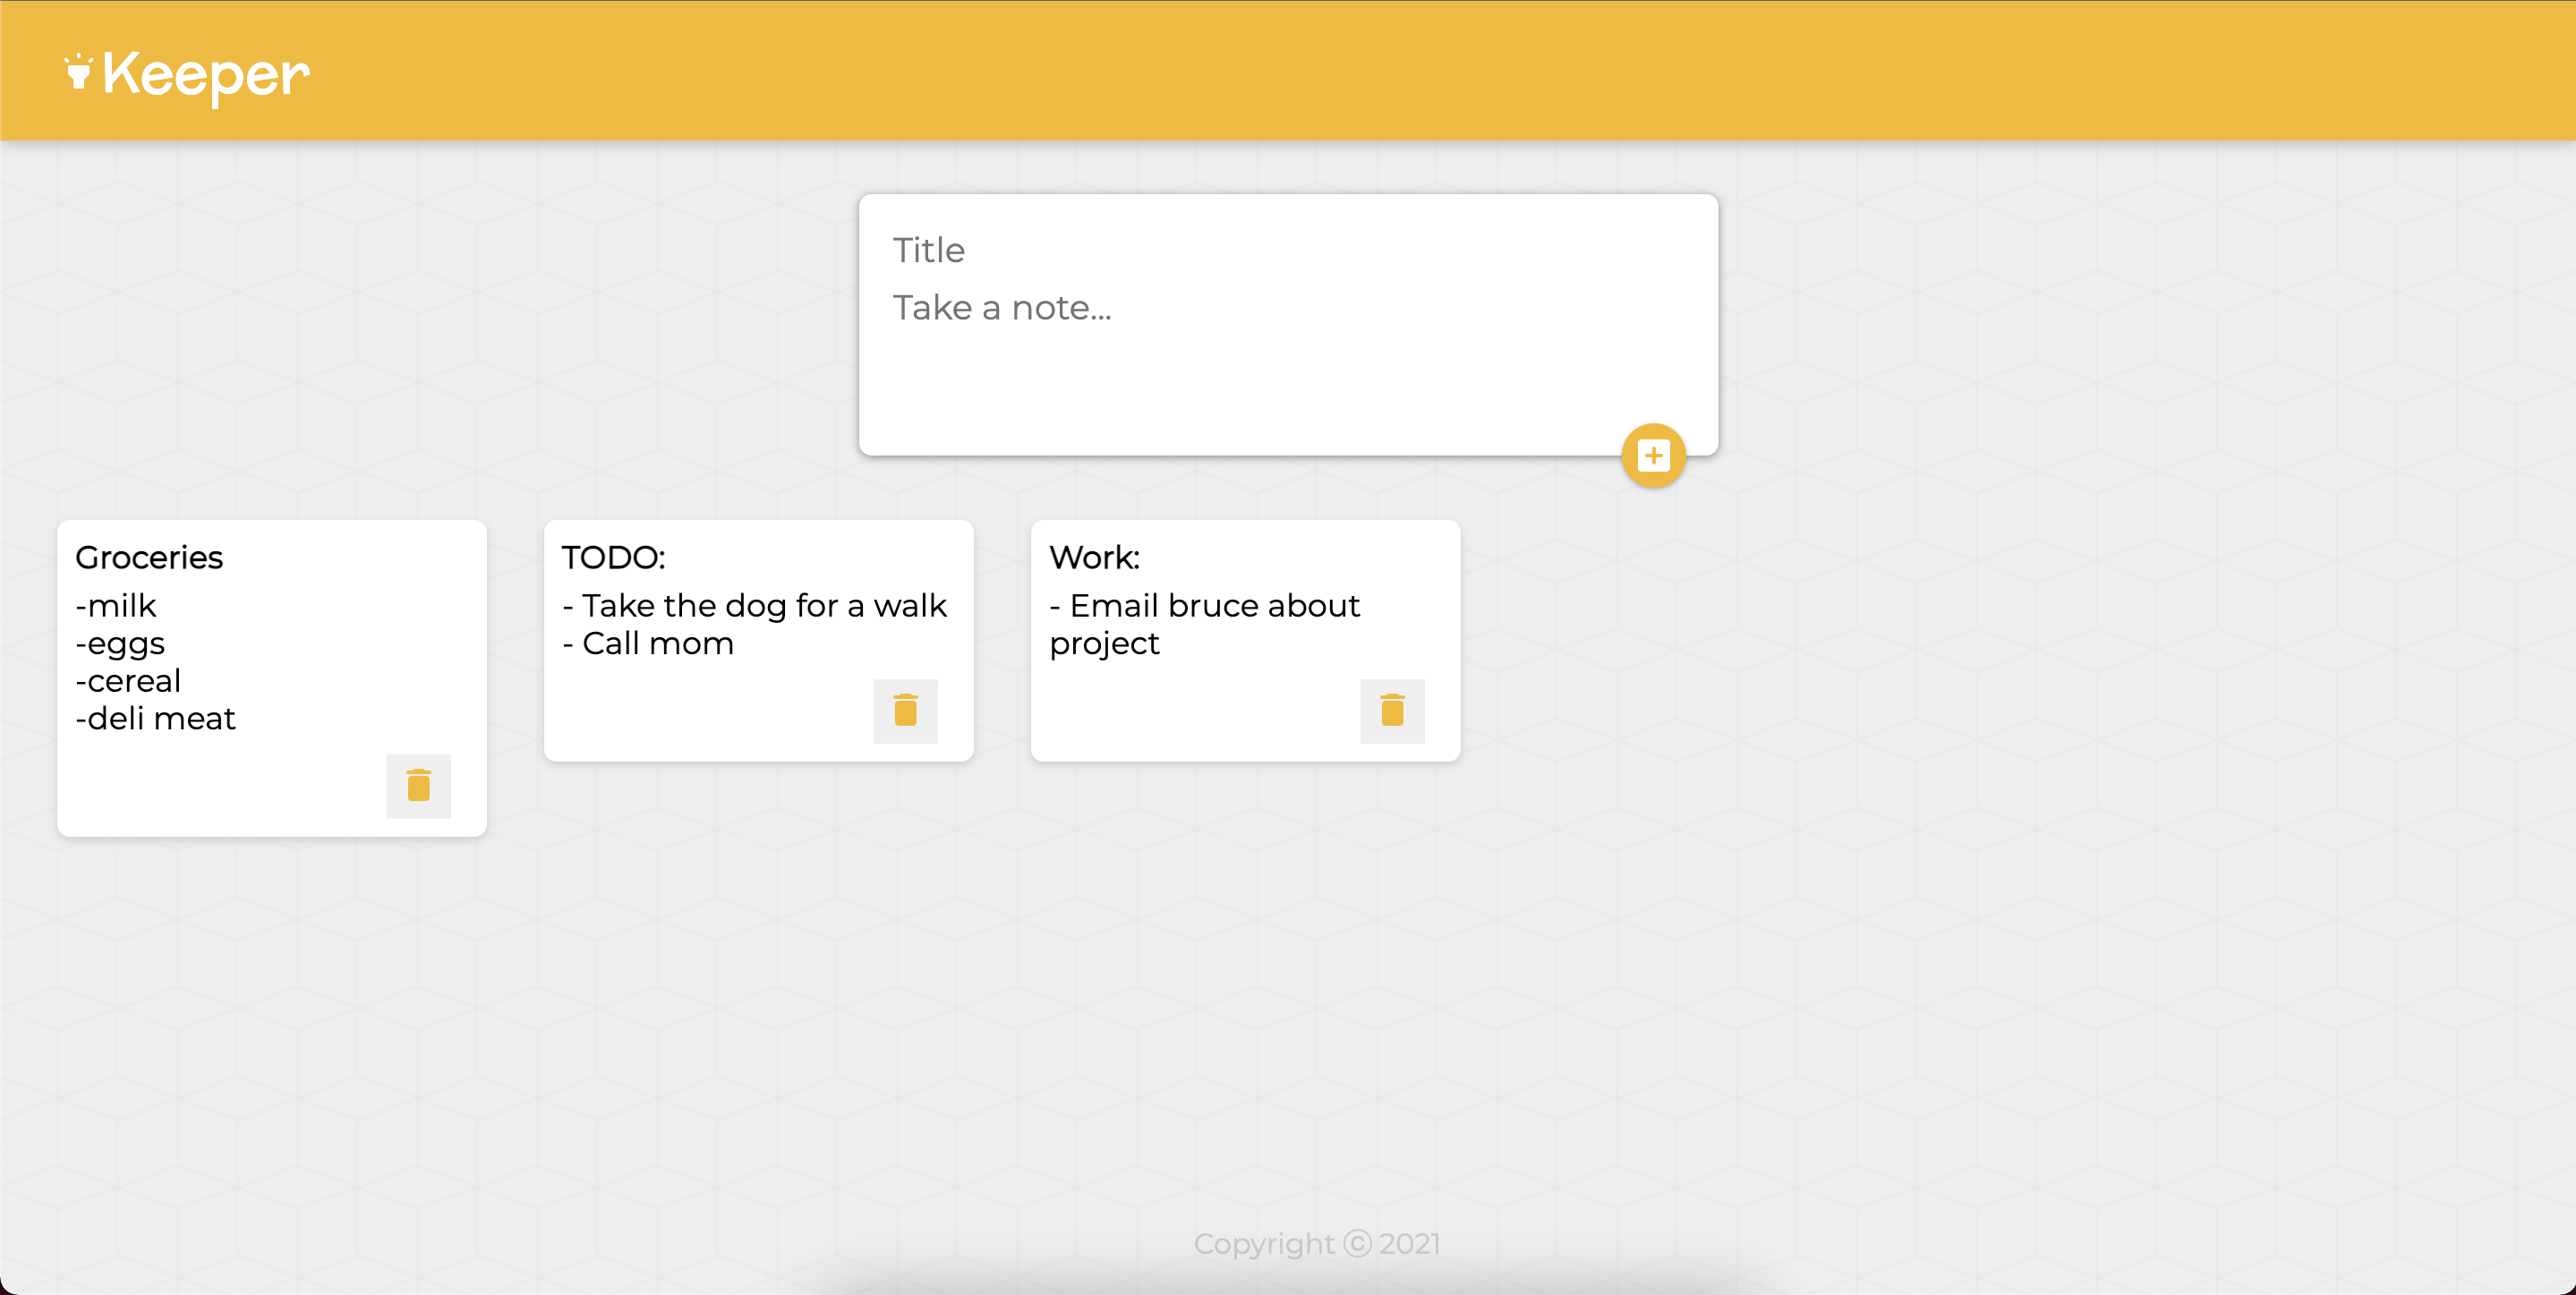 Keeper
Title
Take a note...
Groceries
-milk
-eggs
-cereal
-deli meat
TODO:
- Take the dog for a walk
- Call mom
Work:
- Email bruce about
project
Copyright ⓒ 2021